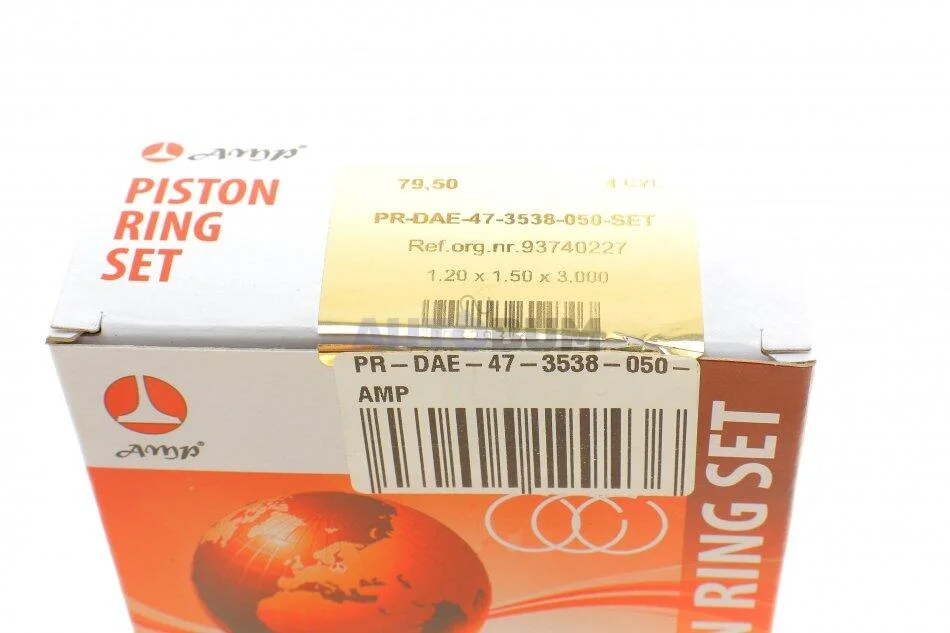 AMP®
PISTON
RING
SET
79,50 4 CYL
PR-DAE-47-3538-050-SET
Ref.org.nr.93740227
1.20 x 1.50 x 3.000
AUTODUM
PR-DAE-47-3538-050-
AMP
AMP®
N RING SET